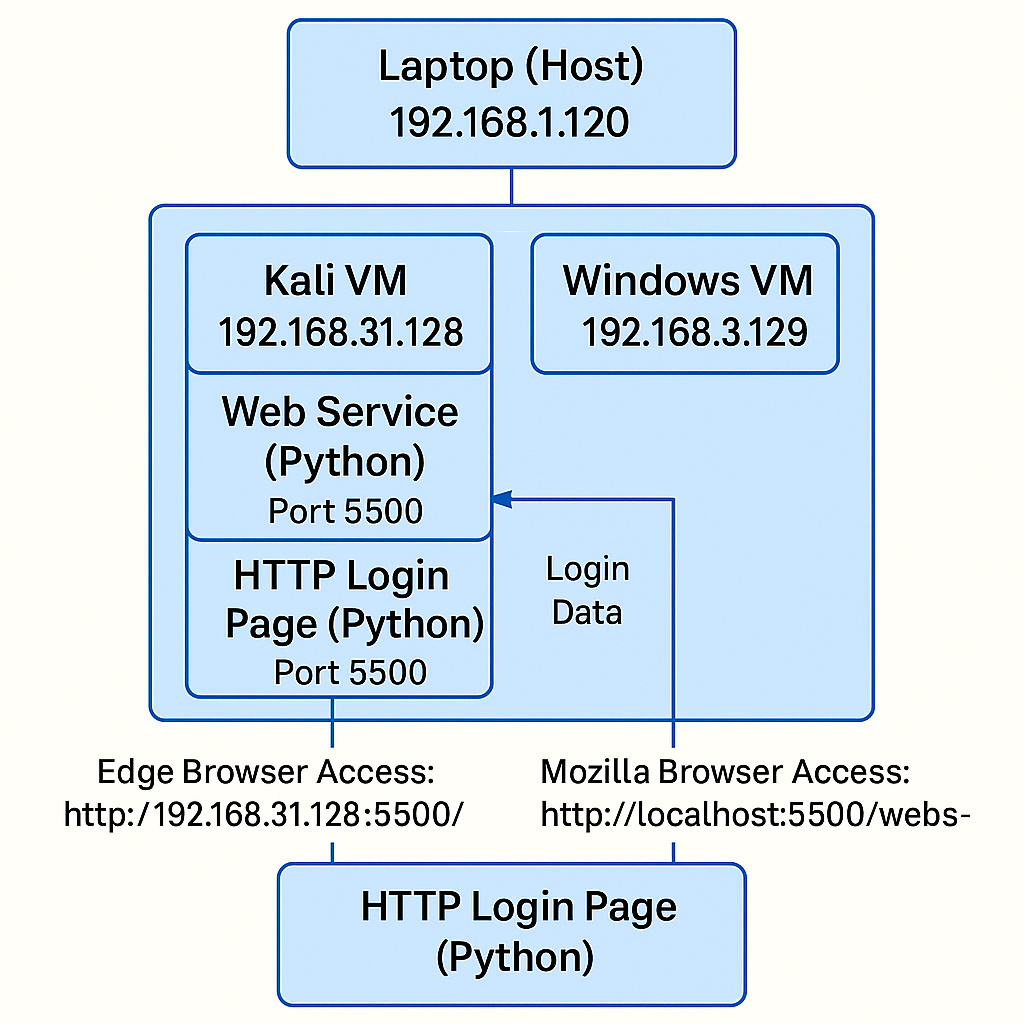 Laptop (Host)
192.168.1.120
Kali VM
192.168.31.128
Windows VM
192.168.3.129
Web Service
(Python)
Port 5500
HTTP Login
Page (Python)
Port 5500
Login
Data
Edge Browser Access:
http:/192.168.31.128:5500/
Mozilla Browser Access:
http://localhost:5500/webs-
HTTP Login Page
(Python)